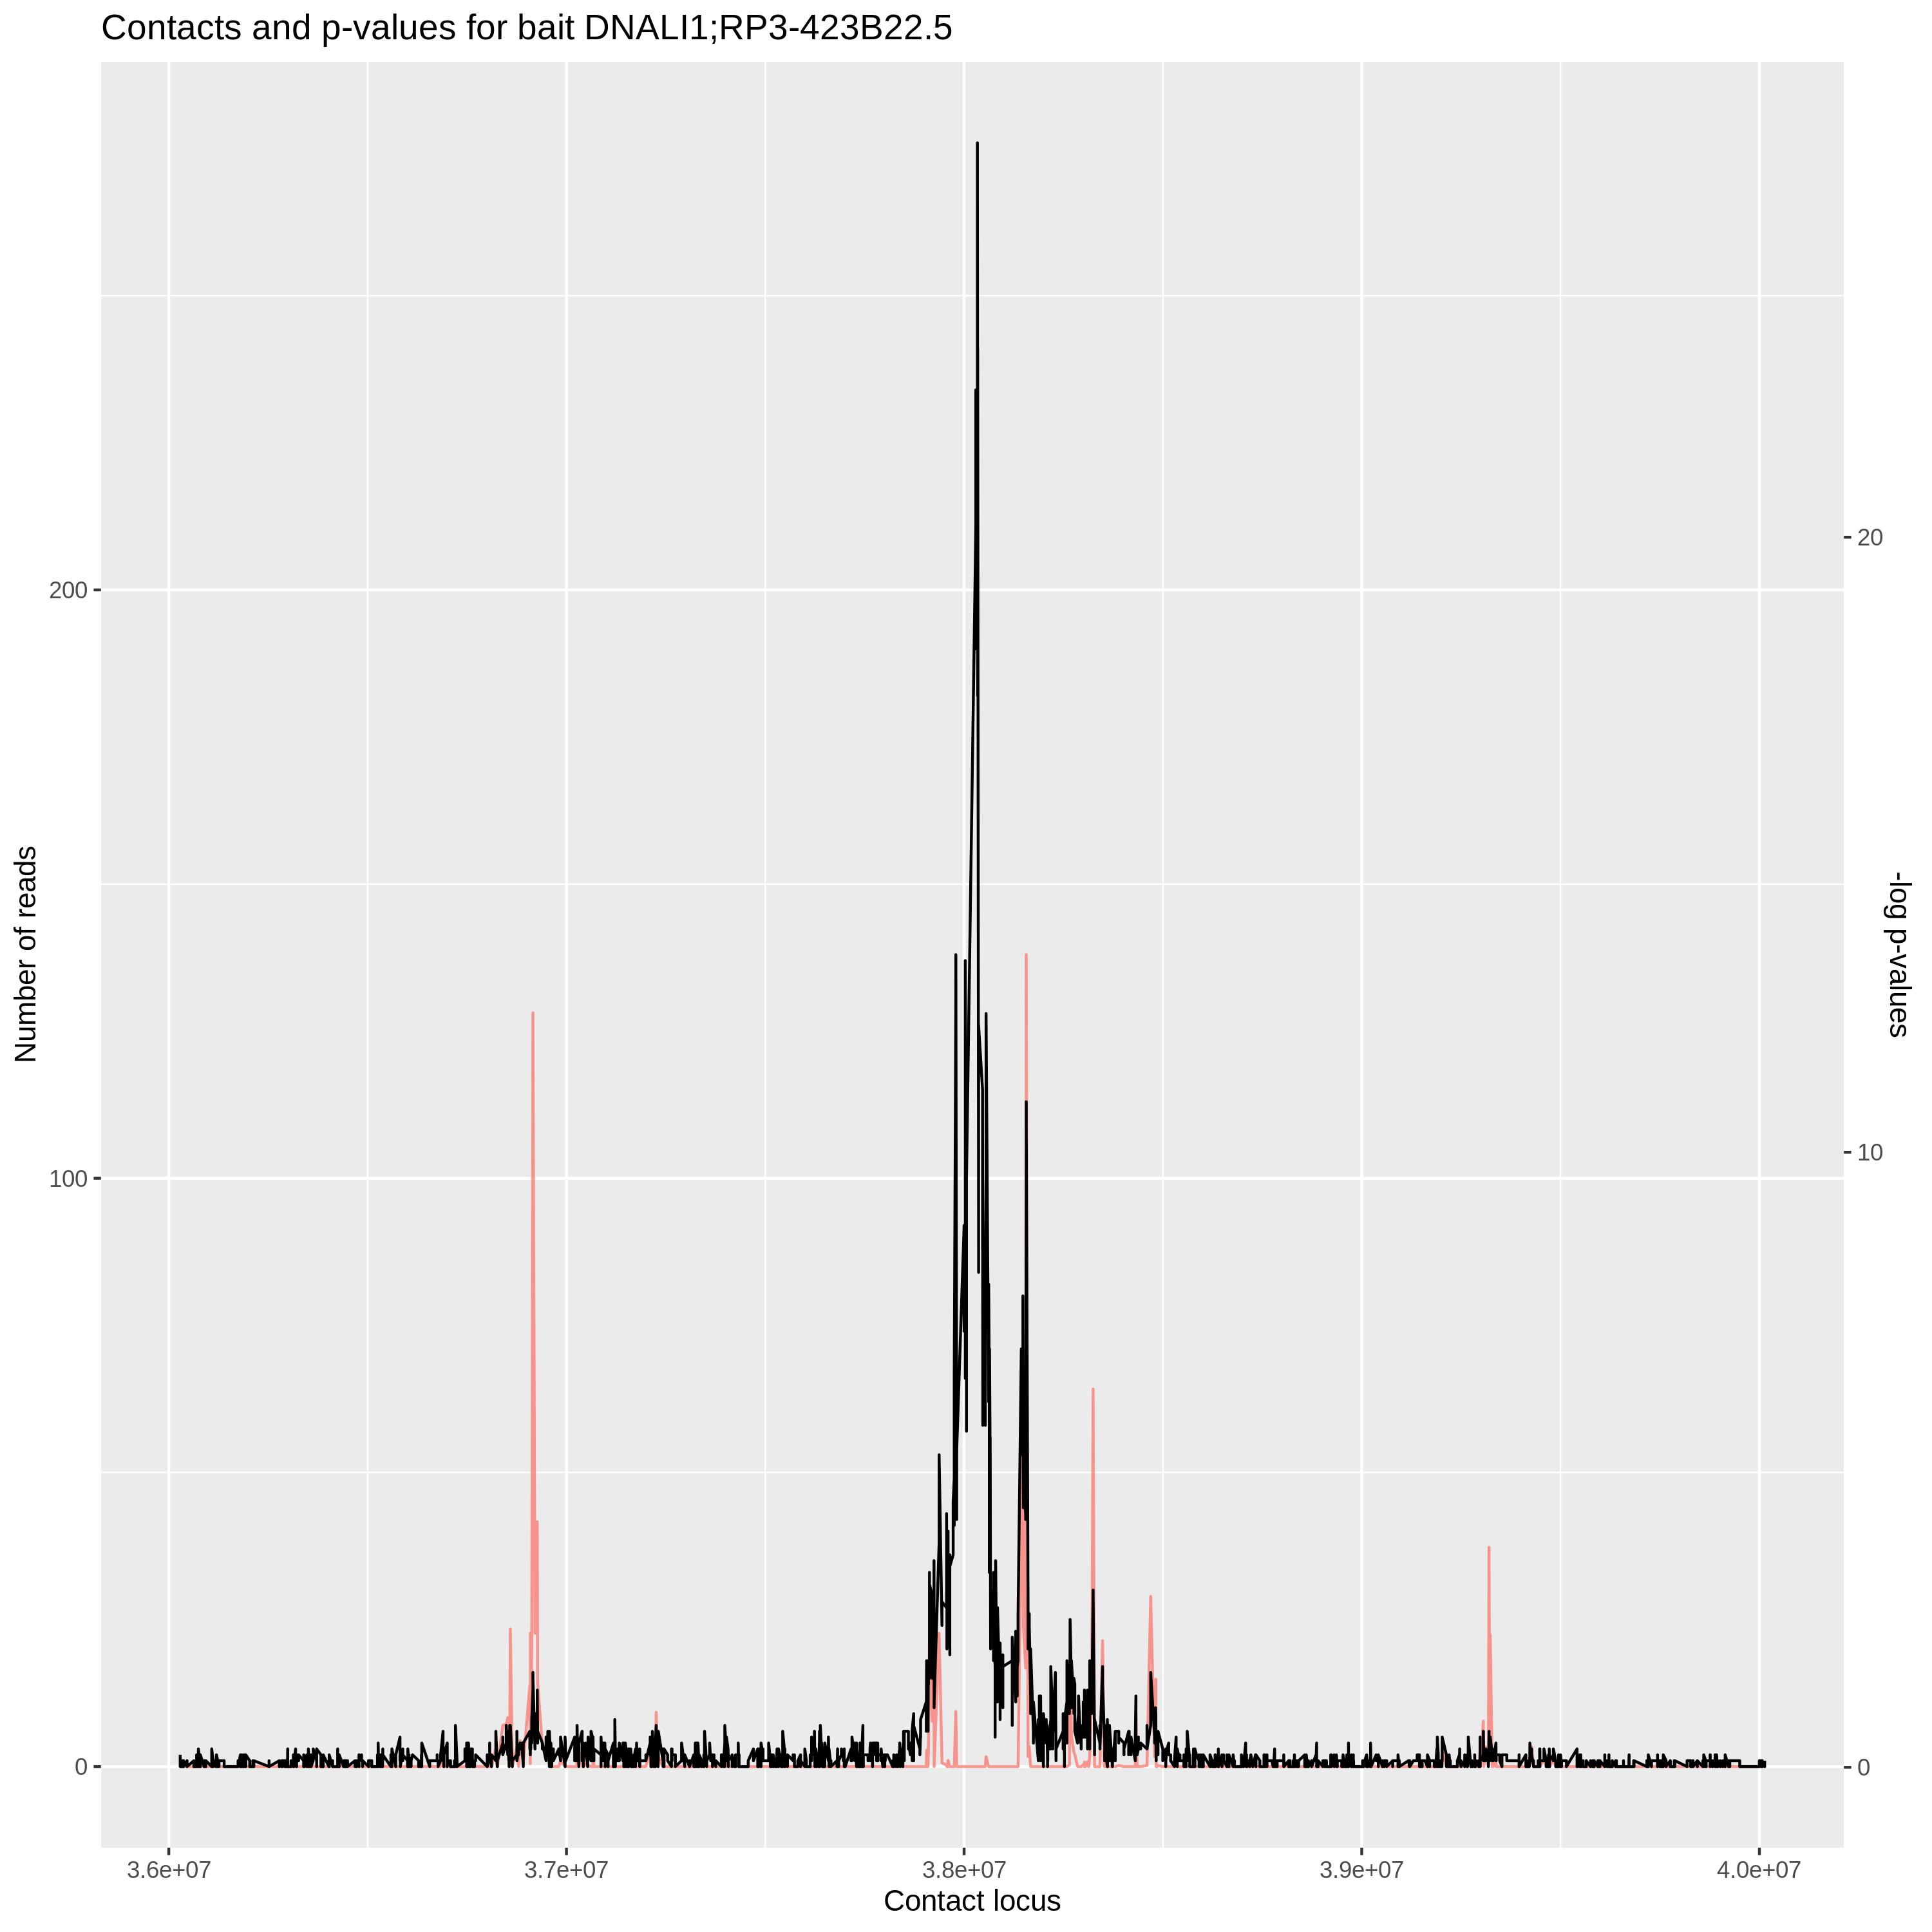 Contacts and p-values for bait DNALI1;RP3-423B22.5
Number of reads
200
100
0
20
10
0
-log p-values
3.6e+07
3.7e+07
3.8e+07
3.9e+07
4.0e+07
Contact locus